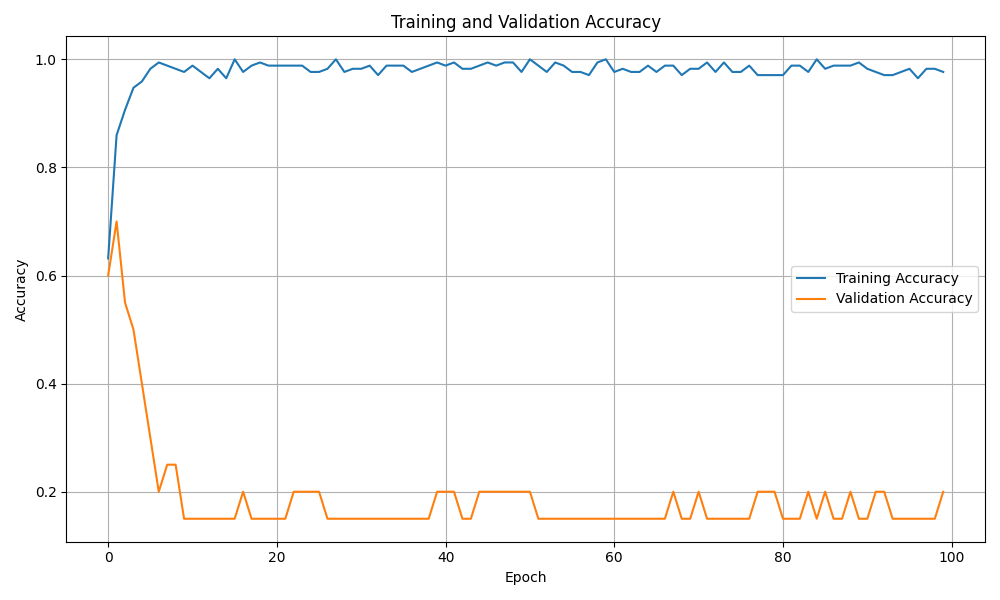 Training and Validation Accuracy
1.0
0.8
0.6
0.4
0.2
Accuracy
Training Accuracy
Validation Accuracy
0 20 40 60 80 100
Epoch